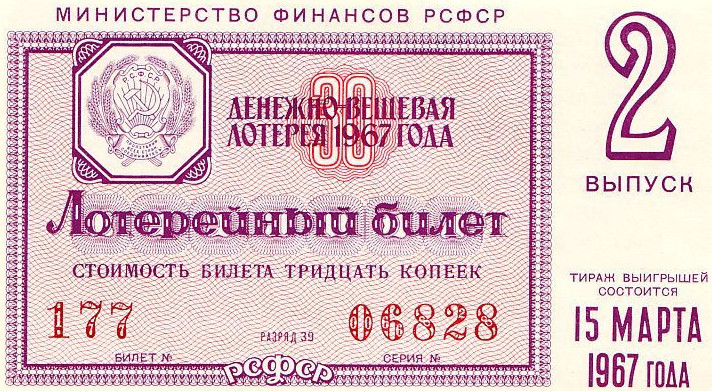 МИНИСТЕРСТВО ФИНАНСОВ РСФСР
РСФСР
30
ДЕНЕЖНО-ВЕЩЕВАЯ
ЛОТЕРЕЯ 1967 ГОДА
Лотерейный билет
СТОИМОСТЬ БИЛЕТА ТРИДЦАТЬ КОПЕЕК
177 06828
РАЗРЯД 39
БИЛЕТ № СЕРИЯ №
РСФСР
2
ВЫПУСК
ТИРАЖ ВЫИГРЫШЕЙ
СОСТОИТСЯ
15 МАРТА
1967 ГОДА